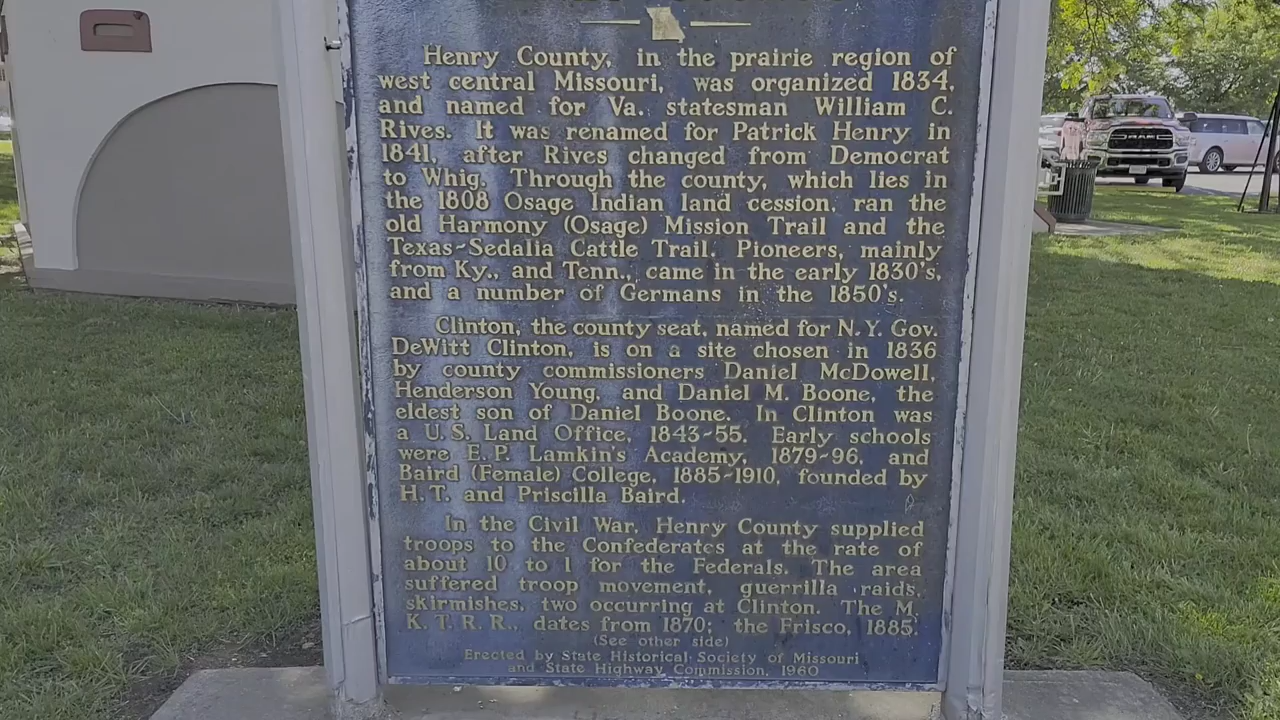 Henry County, in the prairie region of
west central Missouri, was organized 1834,
and named for Va. statesman William C.
Rives. It was renamed for Patrick Henry in
1841, after Rives changed from Democrat
to Whig. Through the county, which lies in
the 1808 Osage Indian land cession, ran the
old Harmony (Osage) Mission Trail and the
Texas-Sedalia Cattle Trail. Pioneers, mainly
from Ky., and Tenn., came in the early 1830's,
and a number of Germans in the 1850's.
Clinton, the county seat, named for N.Y. Gov.
DeWitt Clinton, is on a site chosen in 1836
by county commissioners Daniel McDowell,
Henderson Young, and Daniel M. Boone, the
eldest son of Daniel Boone. In Clinton was
a U.S. Land Office, 1843-55. Early schools
were E.P. Lamkin's Academy, 1879-96, and
Baird (Female) College, 1885-1910, founded by
H.T. and Priscilla Baird.
In the Civil War, Henry County supplied
troops to the Confederates at the rate of
about 10 to 1 for the Federals. The area
suffered troop movement, guerrilla raids,
skirmishes, two occurring at Clinton. The M.
K.T.R.R., dates from 1870; the Frisco, 1885.
(See other side)
Erected by State Historical Society of Missouri
and State Highway Commission, 1960